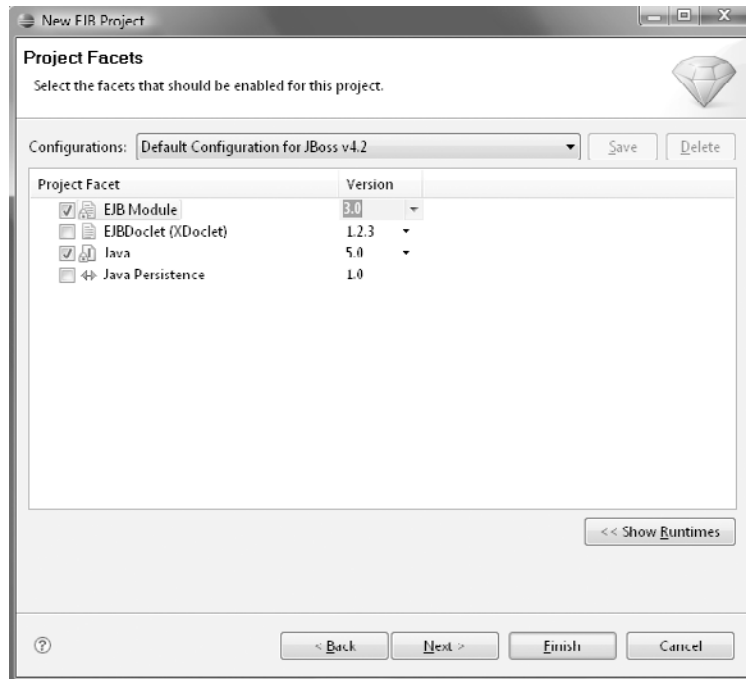 New EJB Project
Project Facets
Select the facets that should be enabled for this project.
Configurations: Default Configuration for JBoss v4.2 Save Delete
Project Facet Version
EJB Module 3.0
EJBDoclet (XDoclet) 1.2.3
Java 5.0
Java Persistence 1.0
<< Show Runtimes
< Back Next > Finish Cancel